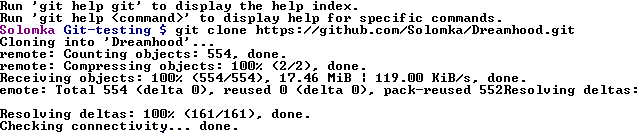 Run 'git help git' to display the help index.
Run 'git help <command>' to display help for specific commands.
Solomka Git-testing $ git clone https://github.com/Solomka/Dreamhood.git
Cloning into 'Dreamhood'...
remote: Counting objects: 554, done.
remote: Compressing objects: 100% (2/2), done.
Receiving objects: 100% (554/554), 17.46 MiB ¦ 119.00 KiB/s, done.
emote: Total 554 (delta 0), reused 0 (delta 0), pack-reused 552Resolving deltas:
Resolving deltas: 100% (161/161), done.
Checking connectivity... done.